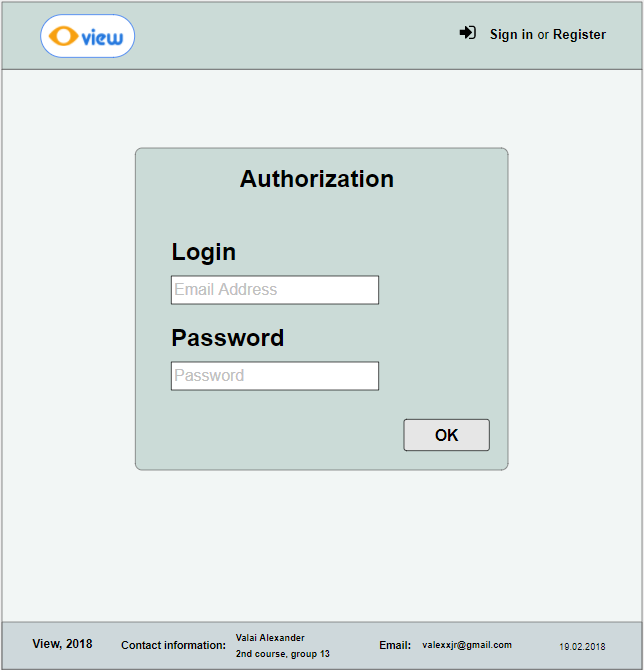 view
Sign in or Register
Authorization
Login
Email Address
Password
Password
OK
View, 2018
Contact information:
Valai Alexander
2nd course, group 13
Email:
valexxjr@gmail.com
19.02.2018